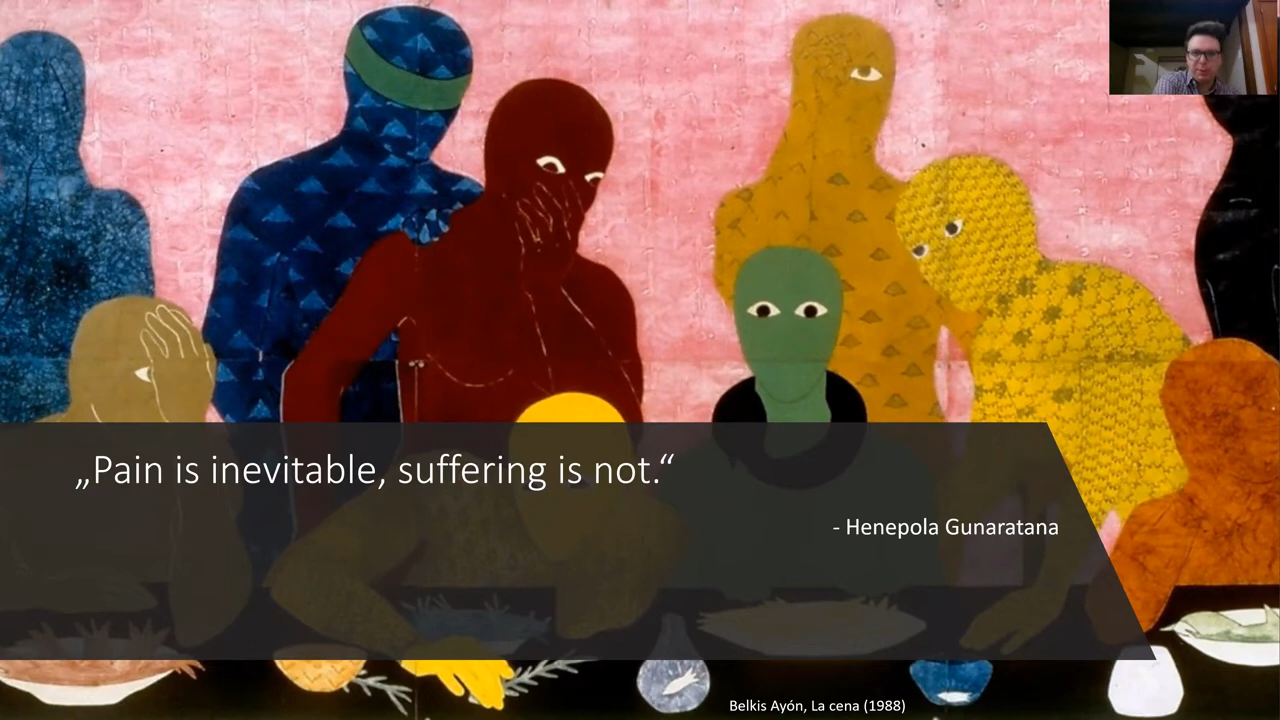 „Pain is inevitable, suffering is not.“
- Henepola Gunaratana
Belkis Ayón, La cena (1988)